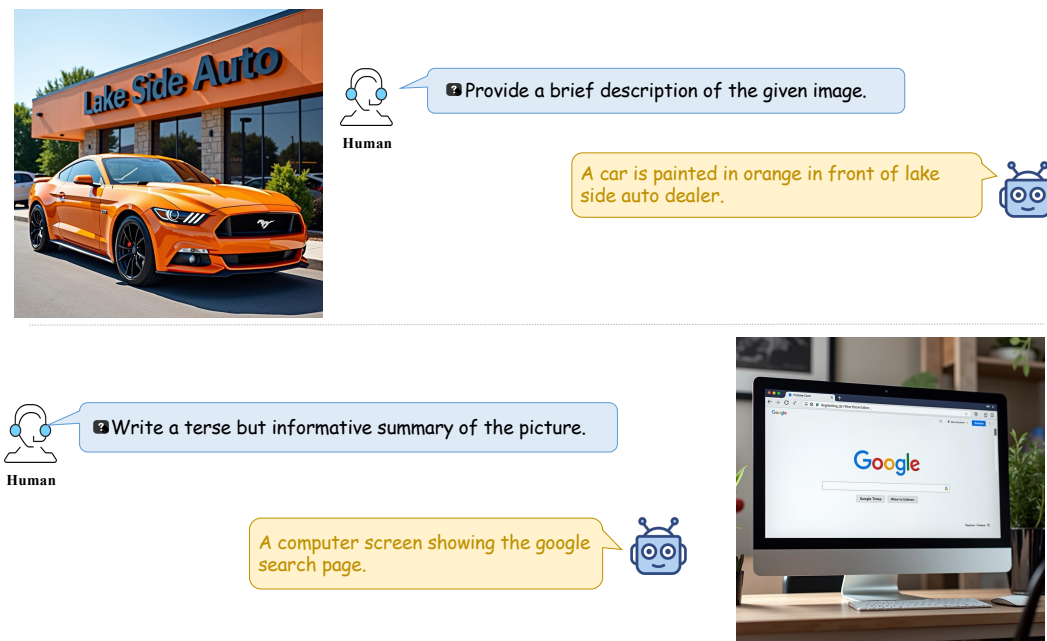 Lake Side Auto
Provide a brief description of the given image.
Human
A car is painted in orange in front of lake
side auto dealer.
Write a terse but informative summary of the picture.
Human
A computer screen showing the google
search page.
Google
Google